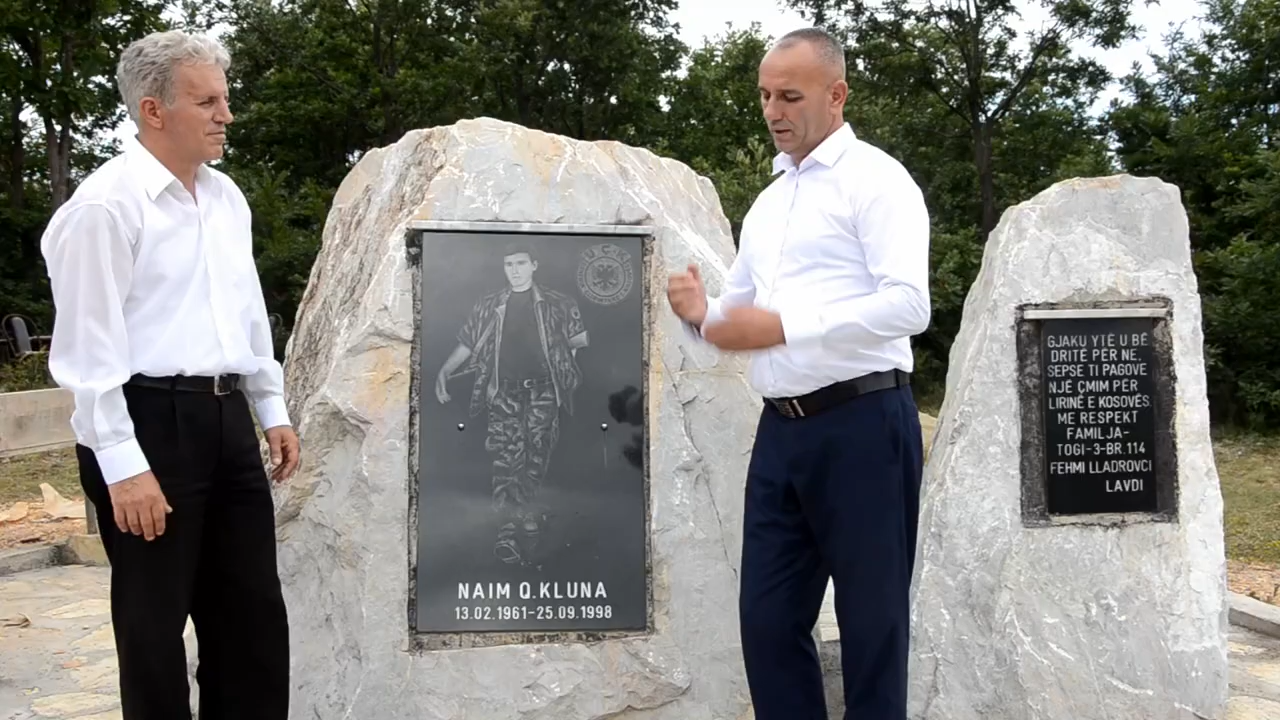 UÇK
NAIM Q.KLUNA
13.02.1961-25.09.1998
GJAKU YTË U BË
DRITË PËR NE,
SEPSE TI PAGOVE
NJË ÇMIM PËR
LIRINË E KOSOVËS.
ME RESPEKT
FAMILJA-
TOGI-3-BR.114
FEHMI LLADROVCI
LAVDI